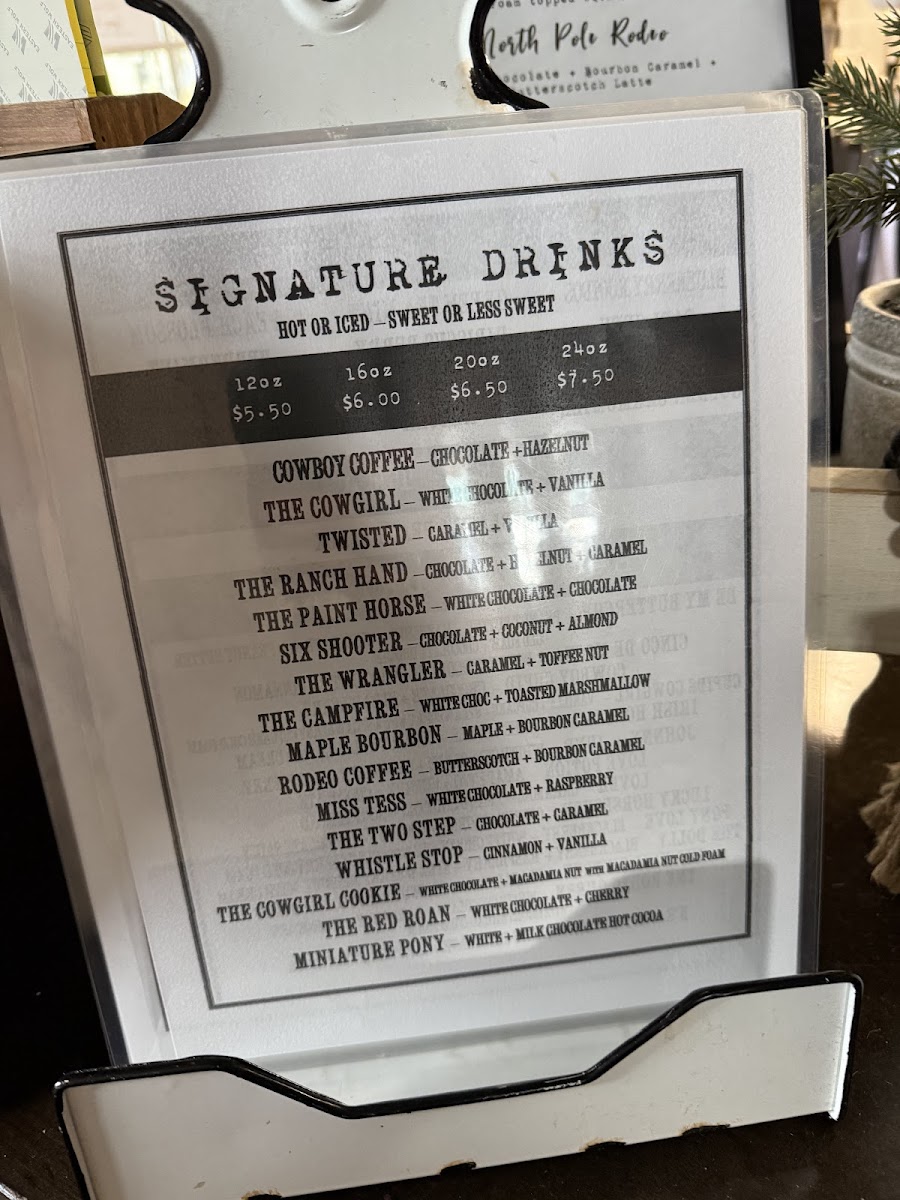 North Pole Rodeo
Bourbon Caramel +
Butterscotch Latte
SIGNATURE DRINKS
HOT OR ICED – SWEET OR LESS SWEET
12oz 16oz 20oz 24oz
$5.50 $6.00 $6.50 $7.50
COWBOY COFFEE – CHOCOLATE + HAZELNUT
THE COWGIRL – WHITE CHOCOLATE + VANILLA
TWISTED – CARAMEL + VANILLA
THE RANCH HAND – CHOCOLATE + HAZELNUT + CARAMEL
THE PAINT HORSE – WHITE CHOCOLATE + CHOCOLATE
SIX SHOOTER – CHOCOLATE + COCONUT + ALMOND
THE WRANGLER – CARAMEL + TOFFEE NUT
THE CAMPFIRE – WHITE CHOC + TOASTED MARSHMALLOW
MAPLE BOURBON – MAPLE + BOURBON CARAMEL
RODEO COFFEE – BUTTERSCOTCH + BOURBON CARAMEL
MISS TESS – WHITE CHOCOLATE + RASPBERRY
THE TWO STEP – CHOCOLATE + CARAMEL
WHISTLE STOP – CINNAMON + VANILLA
THE COWGIRL COOKIE – WHITE CHOCOLATE + MACADAMIA NUT WITH MACADAMIA NUT COLD FOAM
THE RED ROAN – WHITE CHOCOLATE + CHERRY
MINIATURE PONY – WHITE + MILK CHOCOLATE HOT COCOA